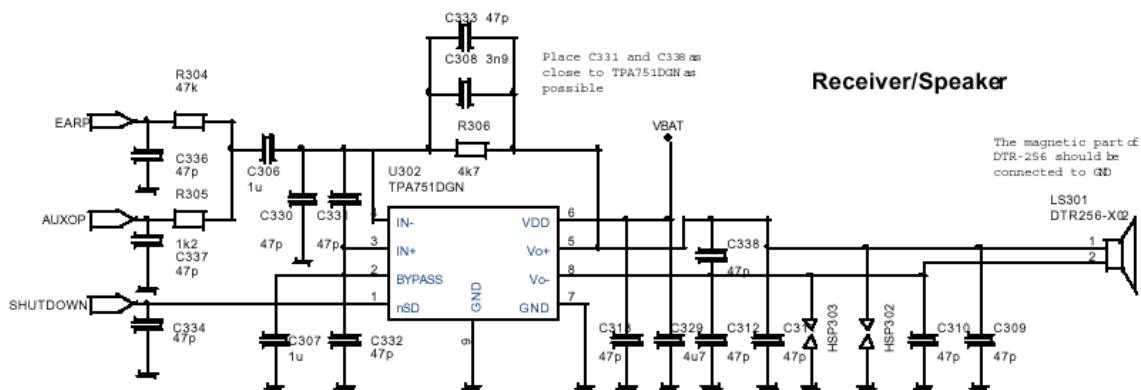 C333 47p
C308 3n9
Place C331 and C338 as
close to TPA751DGN as
possible
Receiver/Speaker
R304
47k
EARP
R306
4k7
VBAT
The magnetic part of
DTR-256 should be
connected to GND
C336
47p
C306
1u
U302
TPA751DGN
LS301
DTR256-X02
R305
1k2
AUXOP
C337
47p
C330
47p
C331
47p
4 IN-
3 IN+
2 BYPASS
1 nSD
GND
9
VDD 6
Vo+ 5
Vo- 8
GND 7
C338
47p
1
2
SHUTDOWN
C334
47p
C307
1u
C332
47p
C318
47p
C329
4u7
C312
47p
47p
HSP303
HSP302
C310
47p
C309
47p